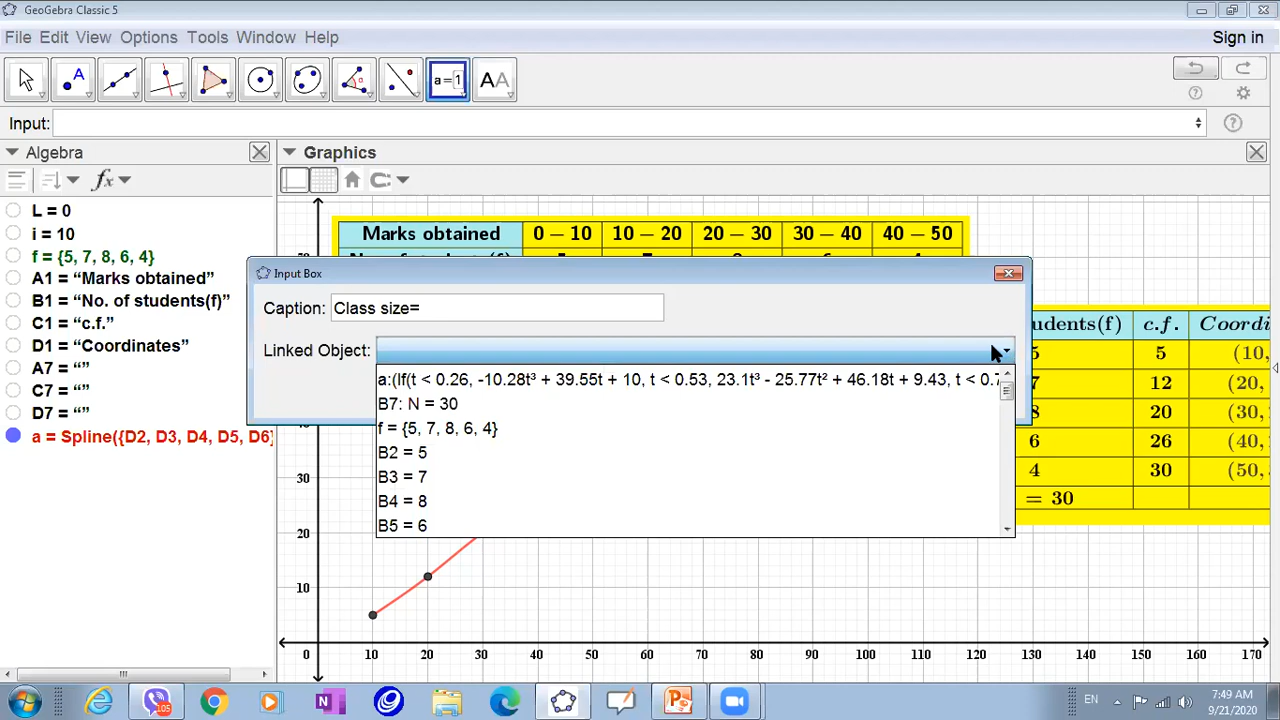 GeoGebra Classic 5
File Edit View Options Tools Window Help
Sign in
A
a=1
AA
Input:
Algebra
Graphics
fx
L = 0
i = 10
f = {5, 7, 8, 6, 4}
A1 = “Marks obtained”
B1 = “No. of students(f)”
C1 = “c.f.”
D1 = “Coordinates”
A7 = “”
C7 = “”
D7 = “”
a = Spline({D2, D3, D4, D5, D6}
Marks obtained 0 – 10 10 – 20 20 – 30 30 – 40 40 – 50
Input Box
Caption: Class size=
Linked Object:
a:(If(t < 0.26, -10.28t³ + 39.55t + 10, t < 0.53, 23.1t³ - 25.77t² + 46.18t + 9.43, t < 0.7
B7: N = 30
f = {5, 7, 8, 6, 4}
B2 = 5
B3 = 7
B4 = 8
B5 = 6
udents(f) c.f. Coordi
5 5 (10,
7 12 (20,
8 20 (30,
6 26 (40,
4 30 (50,
= 30
30
20
10
0 10 20 30 40 50 60 70 80 90 100 110 120 130 140 150 160 170
EN
7:49 AM
9/21/2020